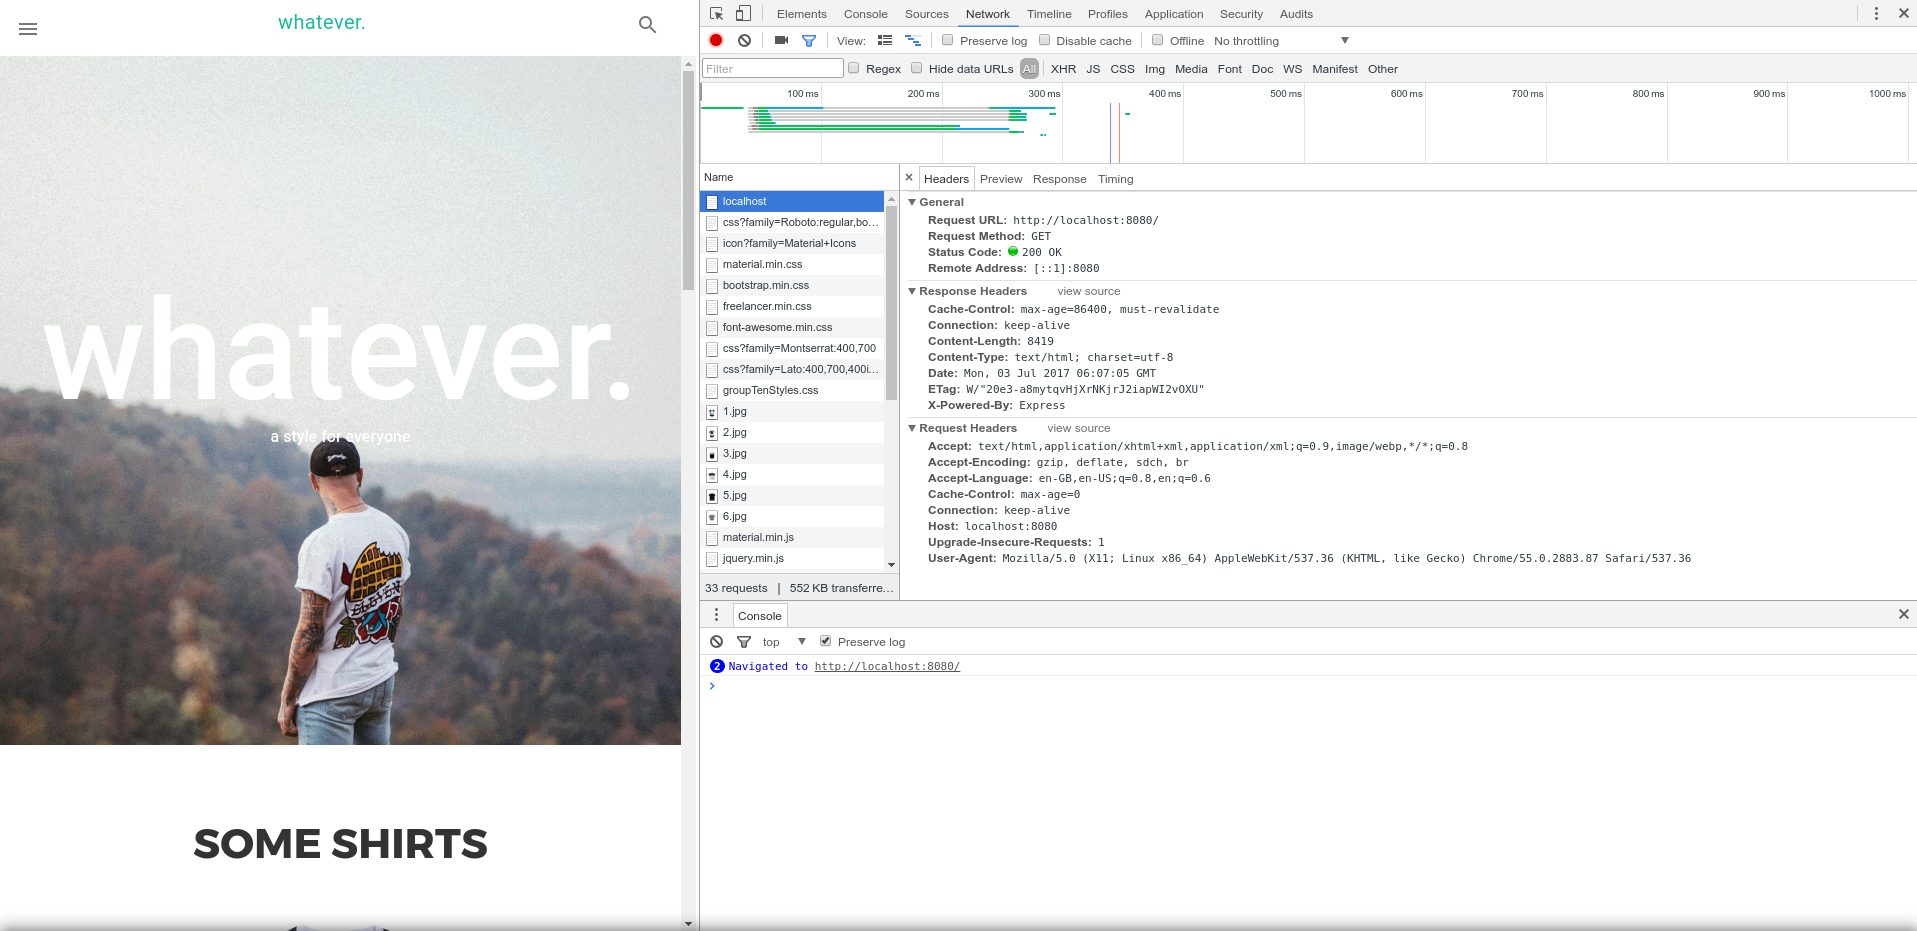 whatever.
whatever.
a style for everyone
SOME SHIRTS
Elements Console Sources Network Timeline Profiles Application Security Audits
View: Preserve log Disable cache Offline No throttling
Filter Regex Hide data URLs All XHR JS CSS Img Media Font Doc WS Manifest Other
100 ms 200 ms 300 ms 400 ms 500 ms 600 ms 700 ms 800 ms 900 ms 1000 ms
Name
localhost
css?family=Roboto:regular,bo…
icon?family=Material+Icons
material.min.css
bootstrap.min.css
freelancer.min.css
font-awesome.min.css
css?family=Montserrat:400,700
css?family=Lato:400,700,400i…
groupTenStyles.css
1.jpg
2.jpg
3.jpg
4.jpg
5.jpg
6.jpg
material.min.js
jquery.min.js
33 requests | 552 KB transferre…
× Headers Preview Response Timing
General
Request URL: http://localhost:8080/
Request Method: GET
Status Code: 200 OK
Remote Address: [::1]:8080
Response Headers view source
Cache-Control: max-age=86400, must-revalidate
Connection: keep-alive
Content-Length: 8419
Content-Type: text/html; charset=utf-8
Date: Mon, 03 Jul 2017 06:07:05 GMT
ETag: W/"20e3-a8mytqvHjXrNKjrJ2iapWI2vOXU"
X-Powered-By: Express
Request Headers view source
Accept: text/html,application/xhtml+xml,application/xml;q=0.9,image/webp,*/*;q=0.8
Accept-Encoding: gzip, deflate, sdch, br
Accept-Language: en-GB,en-US;q=0.8,en;q=0.6
Cache-Control: max-age=0
Connection: keep-alive
Host: localhost:8080
Upgrade-Insecure-Requests: 1
User-Agent: Mozilla/5.0 (X11; Linux x86_64) AppleWebKit/537.36 (KHTML, like Gecko) Chrome/55.0.2883.87 Safari/537.36
Console
top Preserve log
2 Navigated to http://localhost:8080/